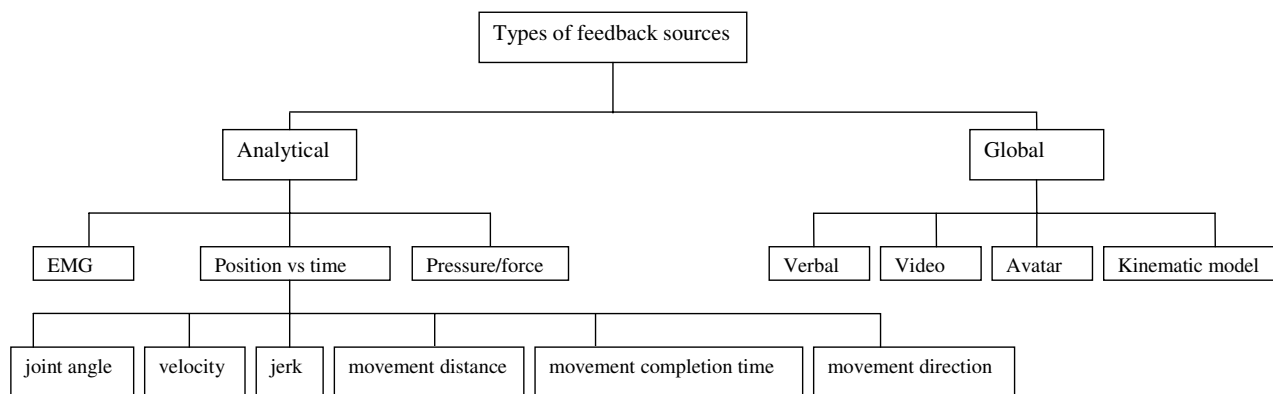 Types of feedback sources
Analytical
Global
EMG
Position vs time
Pressure/force
Verbal
Video
Avatar
Kinematic model
joint angle
velocity
jerk
movement distance
movement completion time
movement direction